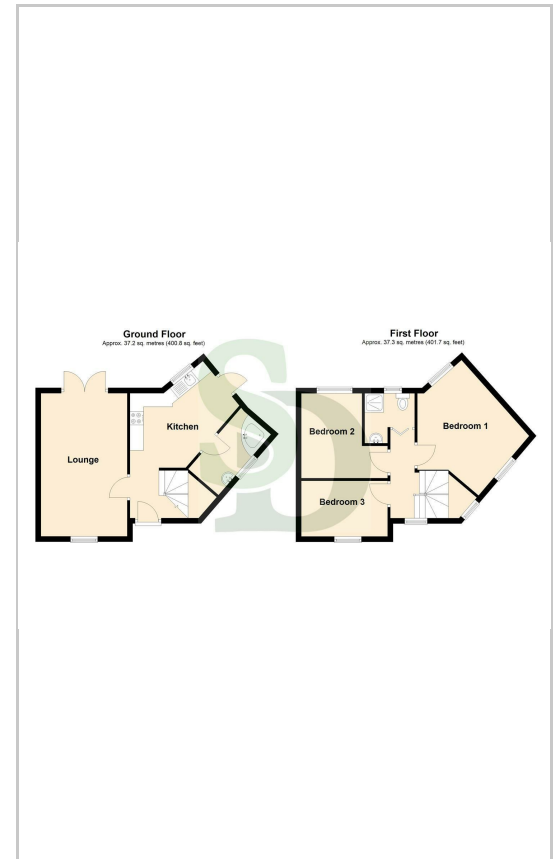 Ground Floor
Approx. 37.2 sq. metres (400.8 sq. feet)
Kitchen
Lounge
First Floor
Approx. 37.3 sq. metres (401.7 sq. feet)
Bedroom 2
Bedroom 1
Bedroom 3
SD